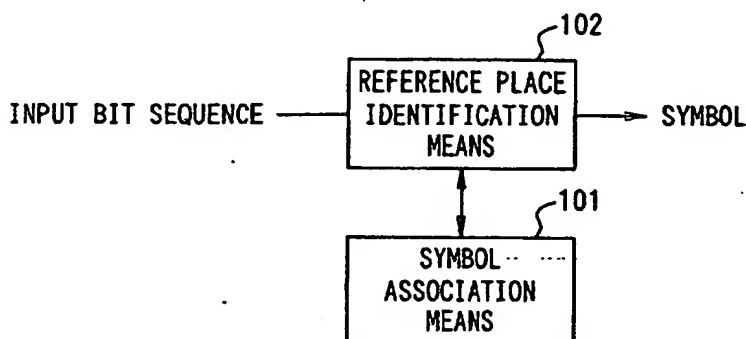 102
REFERENCE PLACE
INPUT BIT SEQUENCE IDENTIFICATION SYMBOL
MEANS
101
SYMBOL
ASSOCIATION
MEANS